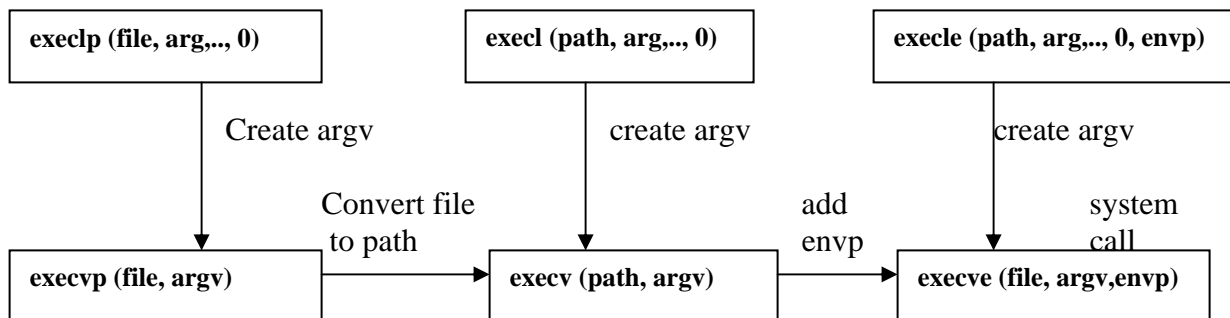 execlp (file, arg,.., 0)
execl (path, arg,.., 0)
execle (path, arg,.., 0, envp)
Create argv
create argv
create argv
Convert file
to path
add
envp
system
call
execvp (file, argv)
execv (path, argv)
execve (file, argv,envp)